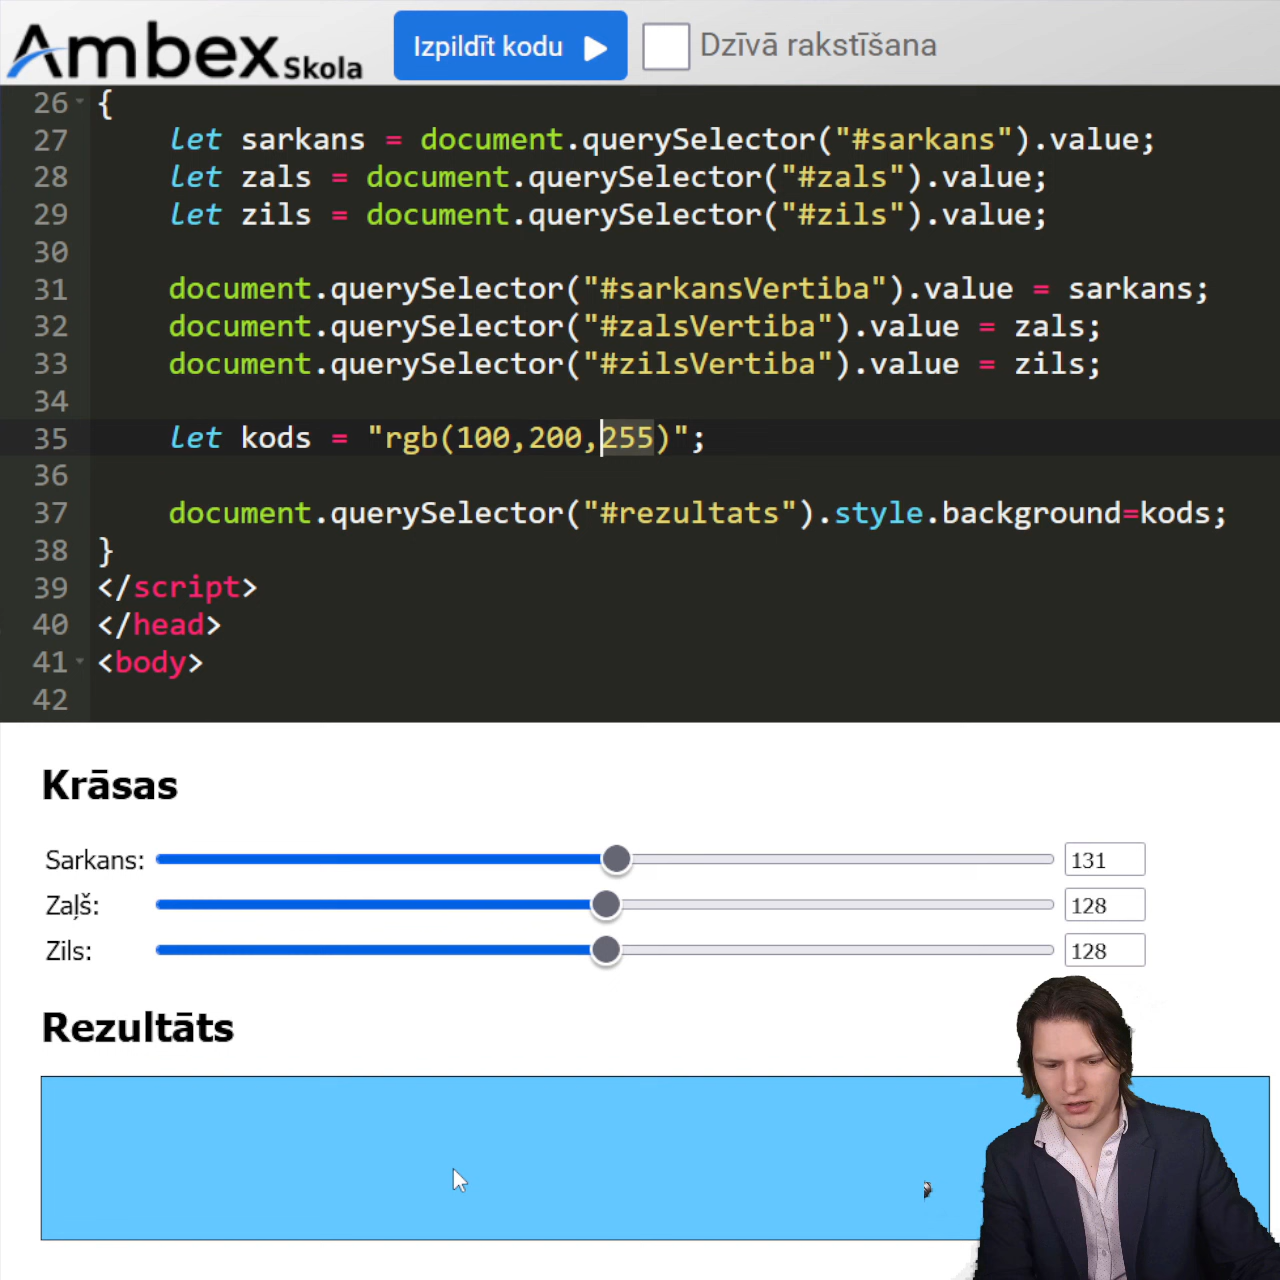 Ambex Skola Izpildīt kodu Dzīvā rakstīšana
26 {
27 let sarkans = document.querySelector("#sarkans").value;
28 let zals = document.querySelector("#zals").value;
29 let zils = document.querySelector("#zils").value;
30
31 document.querySelector("#sarkansVertiba").value = sarkans;
32 document.querySelector("#zalsVertiba").value = zals;
33 document.querySelector("#zilsVertiba").value = zils;
34
35 let kods = "rgb(100,200,255)";
36
37 document.querySelector("#rezultats").style.background=kods;
38 }
39 </script>
40 </head>
41 <body>
42
Krāsas
Sarkans: 131
Zaļš: 128
Zils: 128
Rezultāts